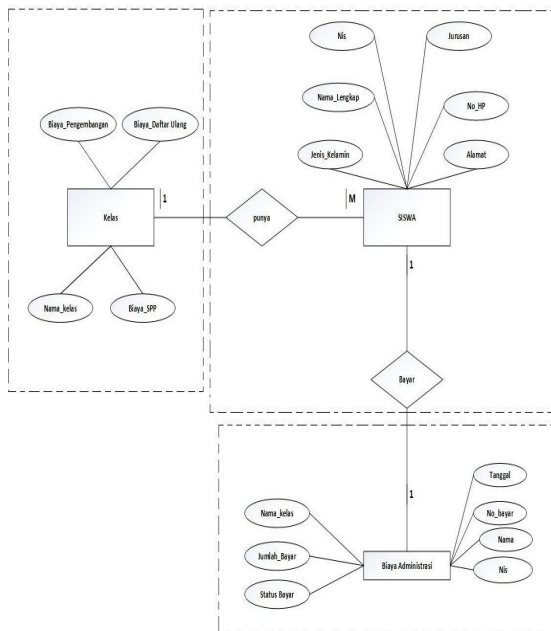 Nis
Jurusan
Nama_Lengkap
No_HP
Biaya_Pengembangan
Biaya_Daftar Ulang
Jenis_Kelamin
Alamat
1
M
Kelas
punya
SISWA
1
Nama_kelas
Biaya_SPP
Bayar
Tanggal
1
Nama_kelas
No_bayar
Nama
Jumlah_Bayar
Biaya Administrasi
Nis
Status Bayar